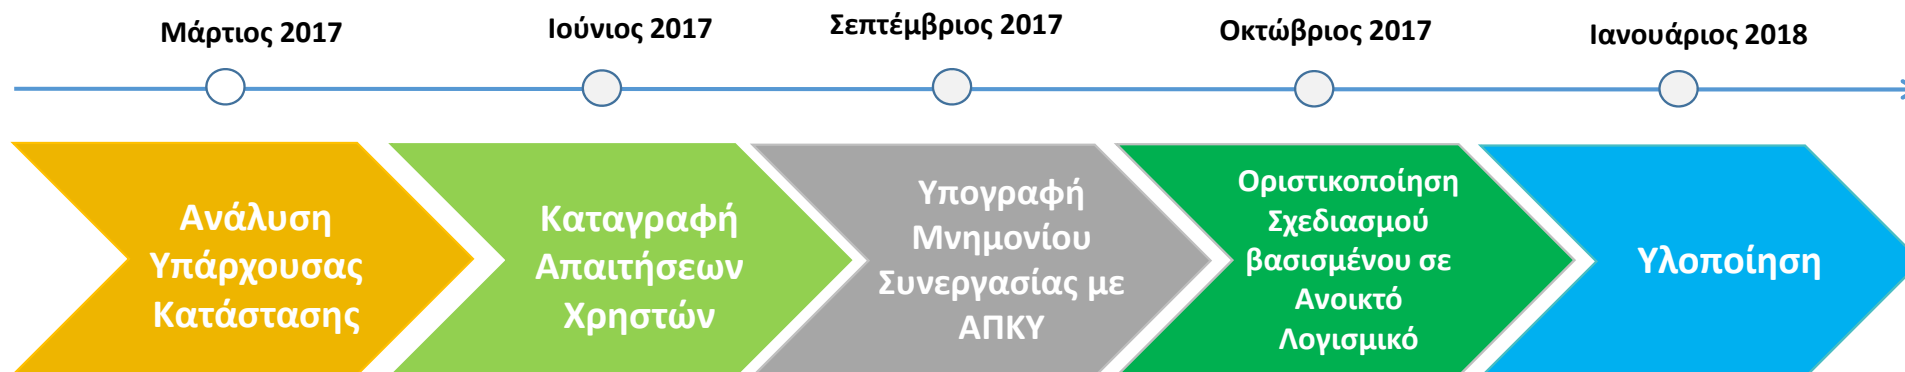 Μάρτιος 2017
Ιούνιος 2017
Σεπτέμβριος 2017
Οκτώβριος 2017
Ιανουάριος 2018
Ανάλυση
Υπάρχουσας
Κατάστασης
Καταγραφή
Απαιτήσεων
Χρηστών
Υπογραφή
Μνημονίου
Συνεργασίας με
ΑΠΚΥ
Οριστικοποίηση
Σχεδιασμού
βασισμένου σε
Ανοικτό
Λογισμικό
Υλοποίηση